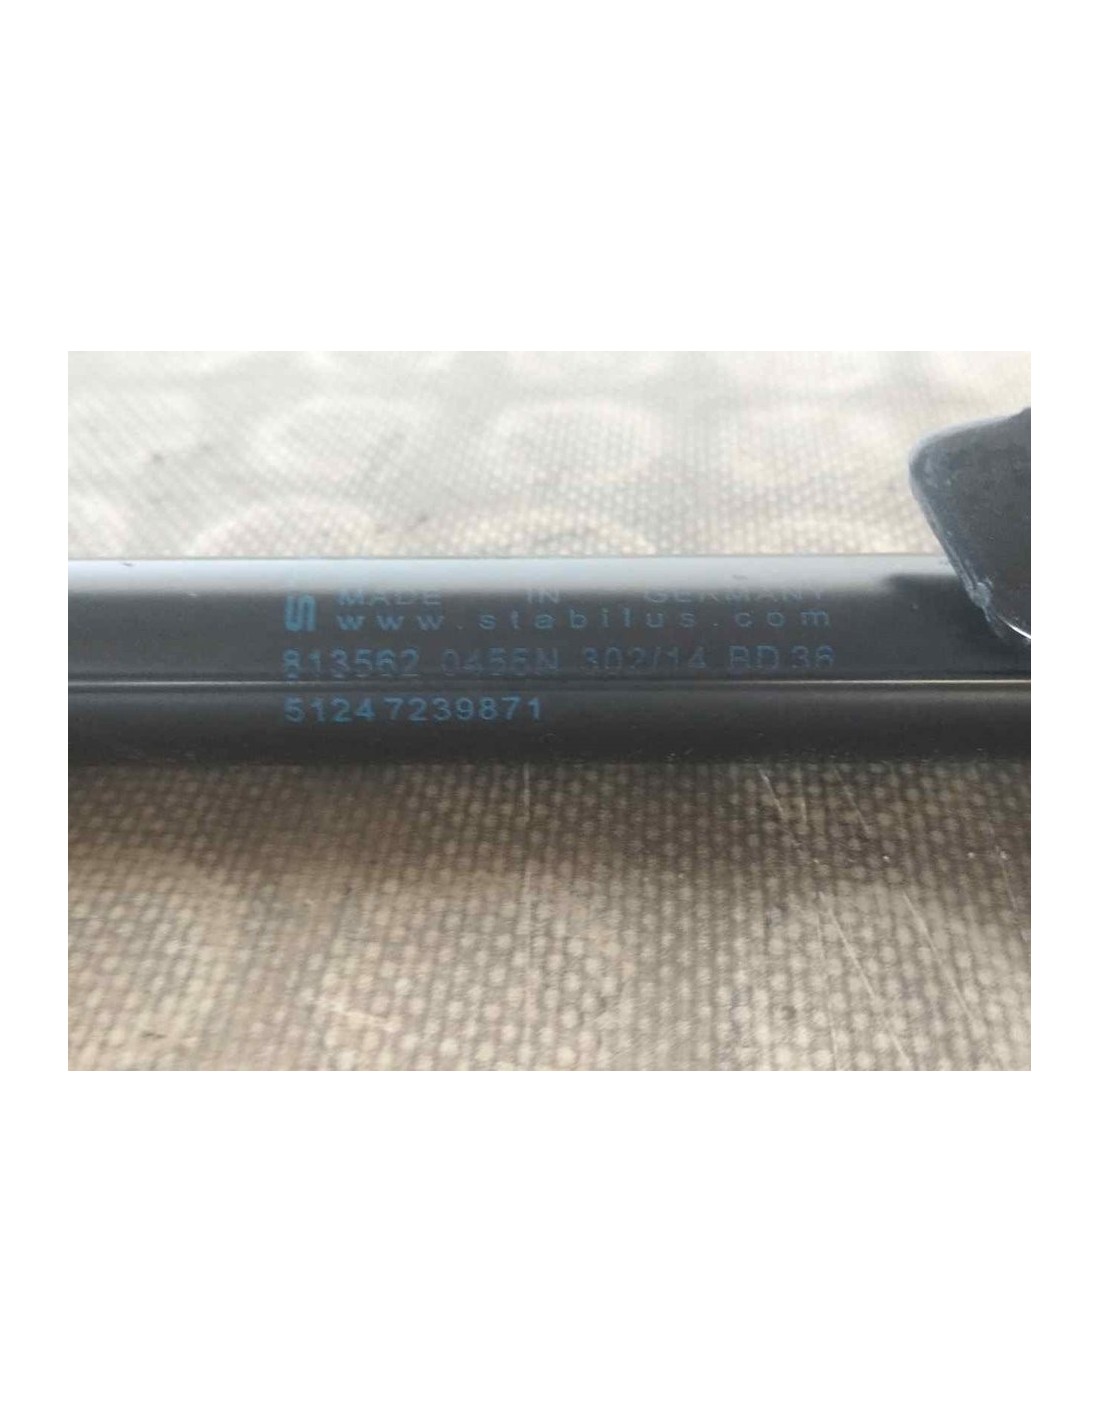 MADE IN GERMANY
www.stabilus.com
813562 0455N 302/14 BD36
51247239871